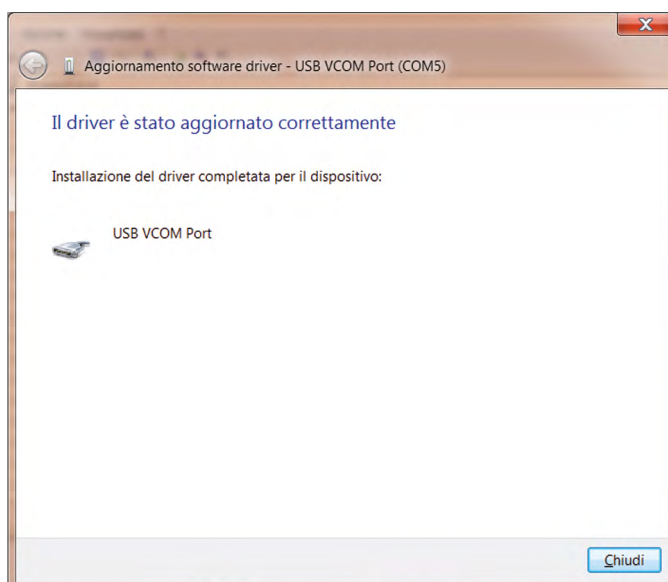 Aggiornamento software driver - USB VCOM Port (COM5)
Il driver è stato aggiornato correttamente
Installazione del driver completata per il dispositivo:
USB VCOM Port
Chiudi